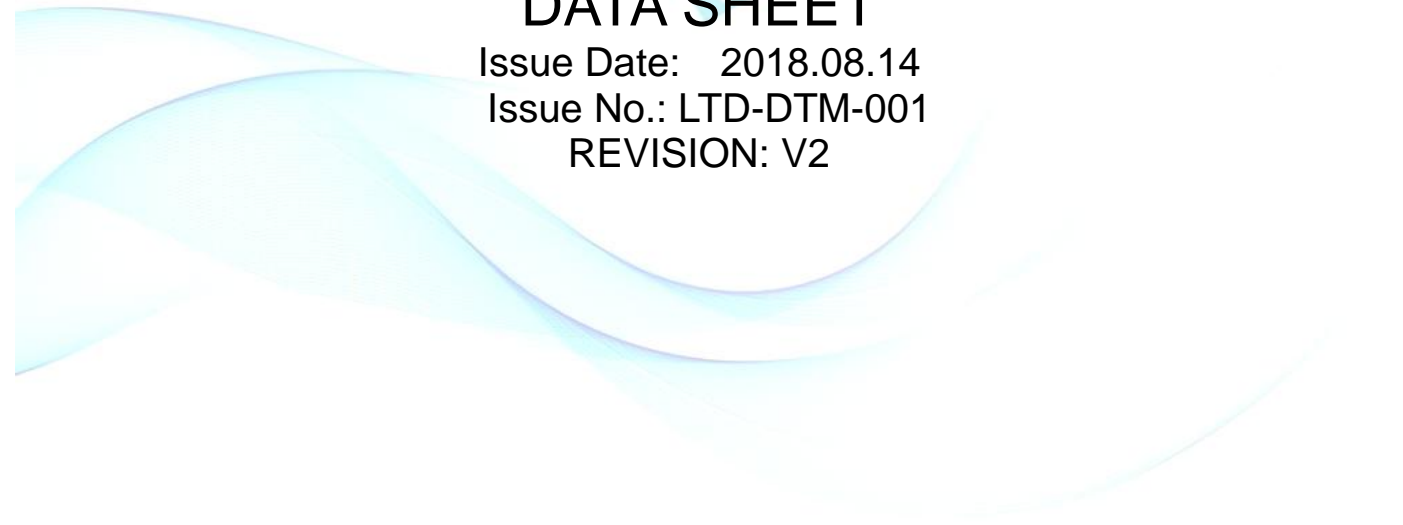 DATA SHEET
Issue Date: 2018.08.14
Issue No.: LTD-DTM-001
REVISION: V2